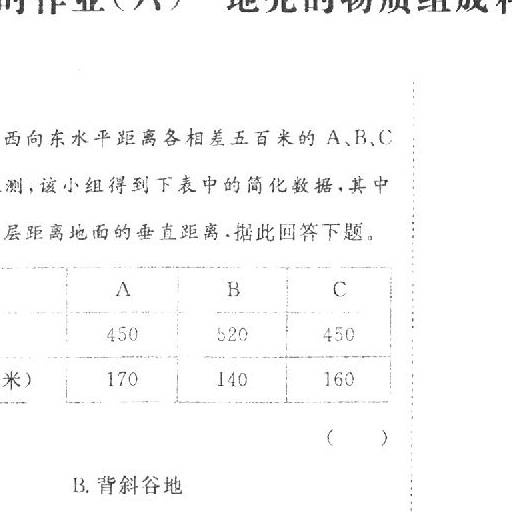 时作业(六) 地壳的物质组成和
西向东水平距离各相差五百米的 A、B、C
测,该小组得到下表中的简化数据,其中
层距离地面的垂直距离.据此回答下题。
A B C
450 520 450
米) 170 140 160
( )
B. 背斜谷地